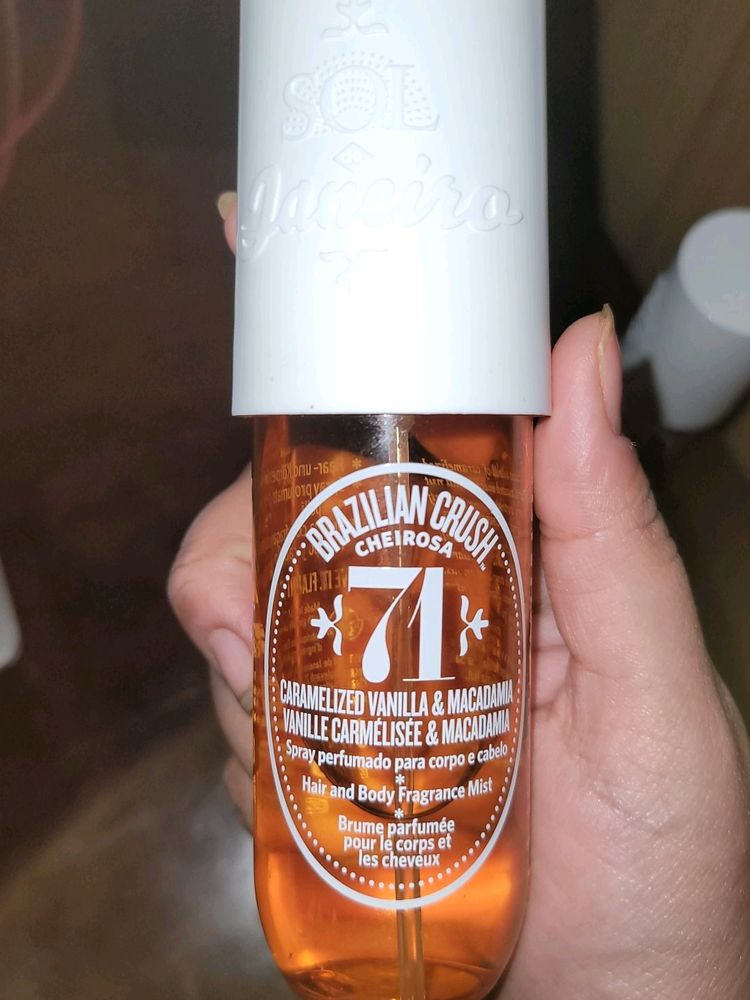 SOL
de
Janeiro
BRAZILIAN CRUSH
CHEIROSA
71
CARAMELIZED VANILLA & MACADAMIA
VANILLE CARMÉLISÉE & MACADAMIA
Spray perfumado para corpo e cabelo
*
Hair and Body Fragrance Mist
*
Brume parfumée
pour le corps et
les cheveux